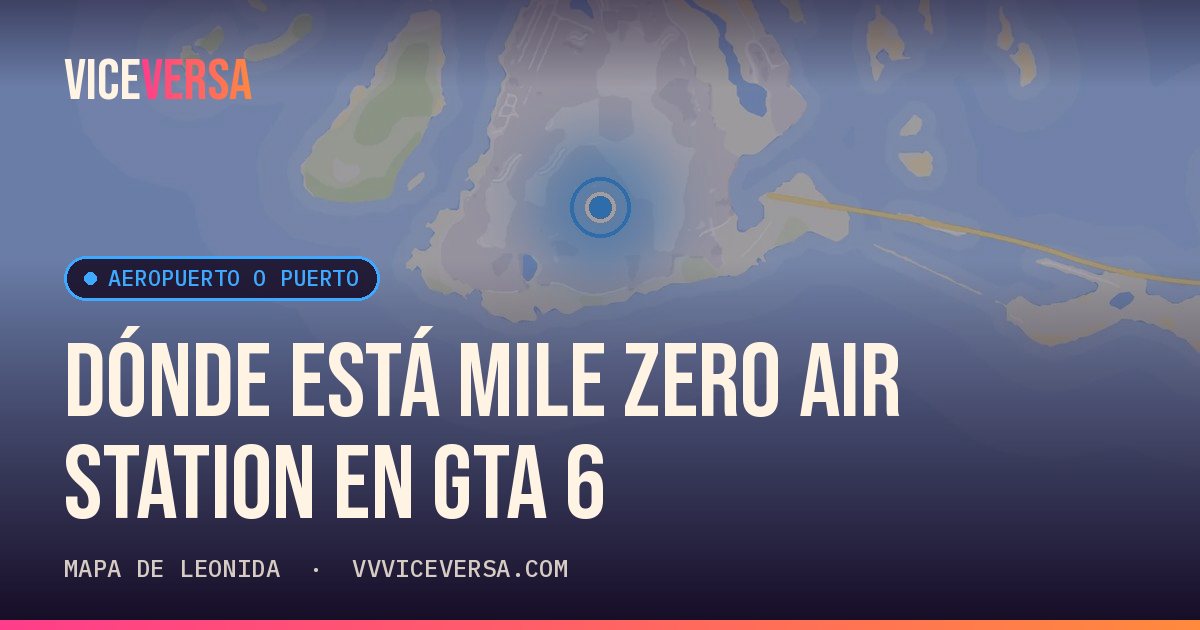 VICEVERSA
AEROPUERTO O PUERTO
DÓNDE ESTÁ MILE ZERO AIR
STATION EN GTA 6
MAPA DE LEONIDA · VVVICEVERSA.COM